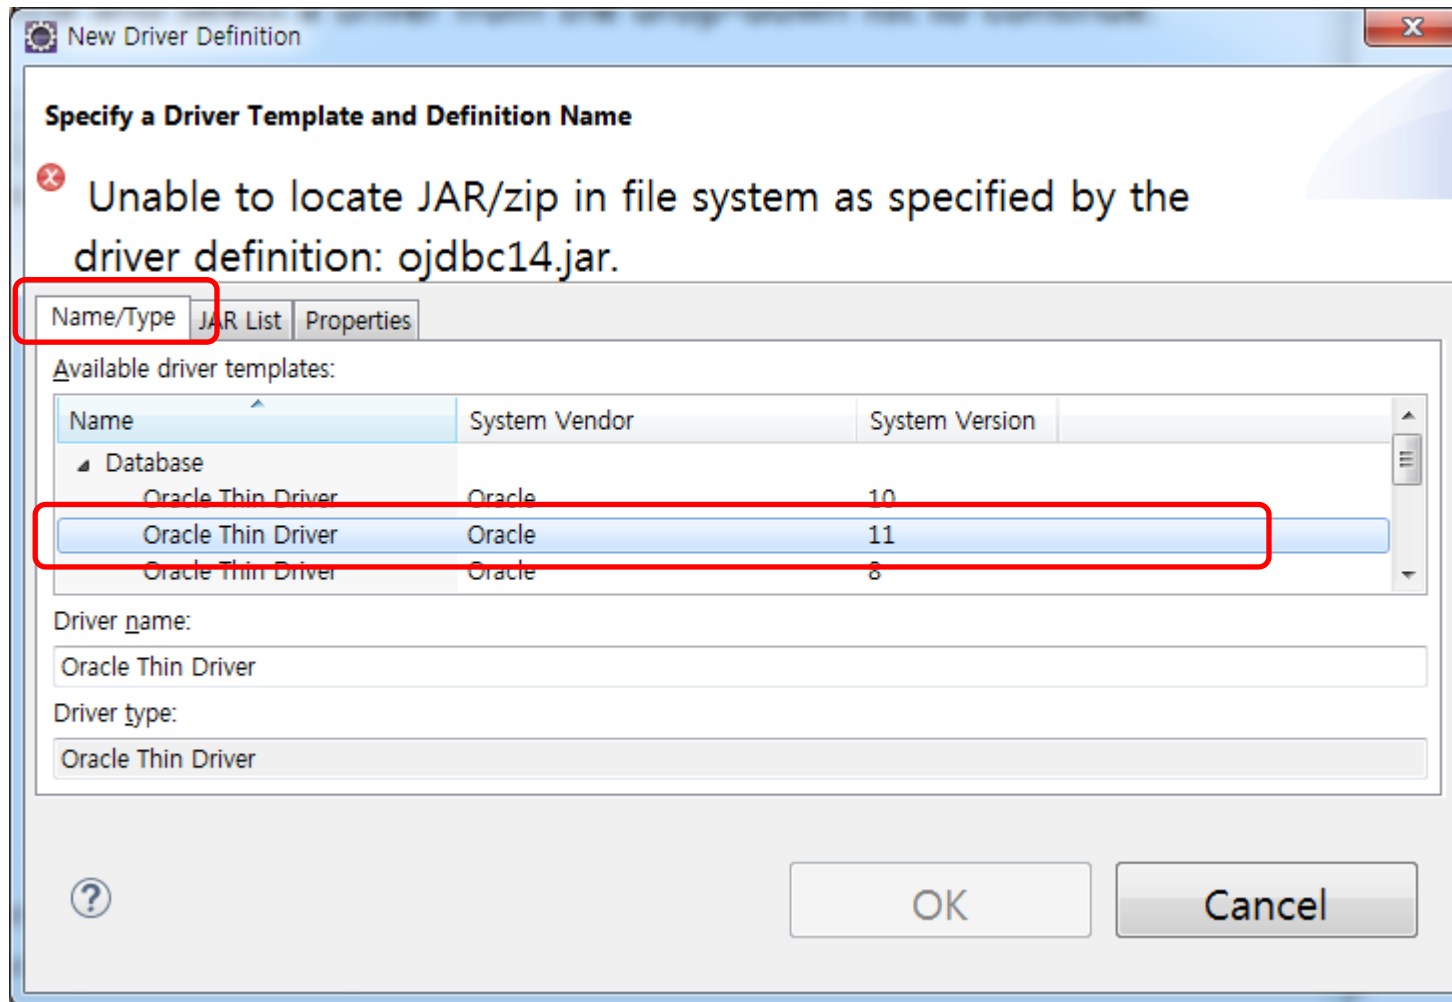 New Driver Definition
Specify a Driver Template and Definition Name
Unable to locate JAR/zip in file system as specified by the
driver definition: ojdbc14.jar.
Name/Type JAR List Properties
Available driver templates:
Name System Vendor System Version
Database
Oracle Thin Driver Oracle 10
Oracle Thin Driver Oracle 11
Oracle Thin Driver Oracle 8
Driver name:
Oracle Thin Driver
Driver type:
Oracle Thin Driver
OK Cancel